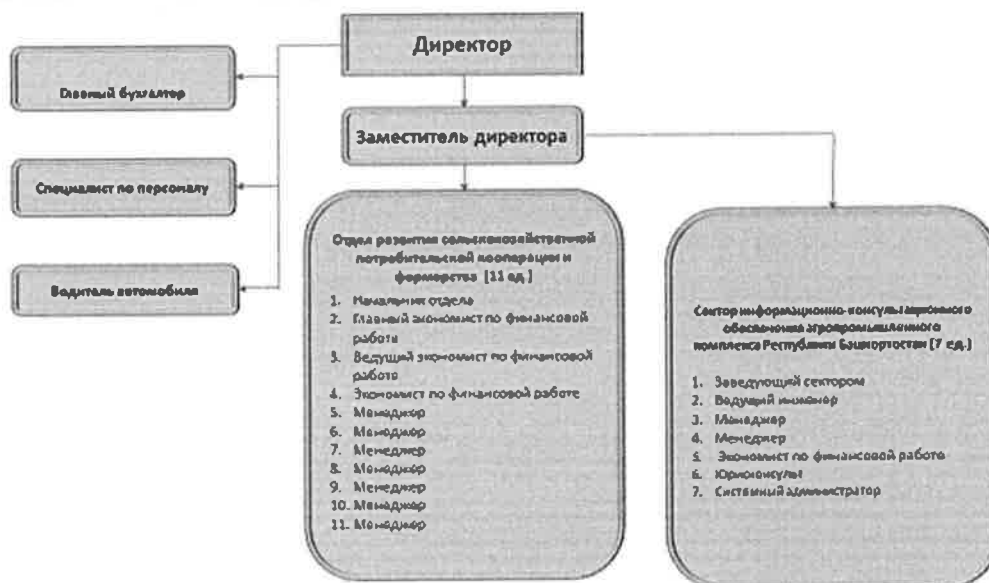 Директор
Главный бухгалтер
Заместитель директора
Специалист по персоналу
Водитель автомобиля
Отдел развития сельскохозяйственной
потребительской кооперации и
фермерства [11 ед.]
1. Начальник отдела
2. Главный экономист по финансовой
работе
3. Ведущий экономист по финансовой
работе
4. Экономист по финансовой работе
5. Менеджер
6. Менеджер
7. Менеджер
8. Менеджер
9. Менеджер
10. Менеджер
11. Менеджер
Сектор информационно-консультационного
обеспечения агропромышленного
комплекса Республики Башкортостан [7 ед.]
1. Заведующий сектором
2. Ведущий инженер
3. Менеджер
4. Менеджер
5. Экономист по финансовой работе
6. Юрисконсульт
7. Системный администратор